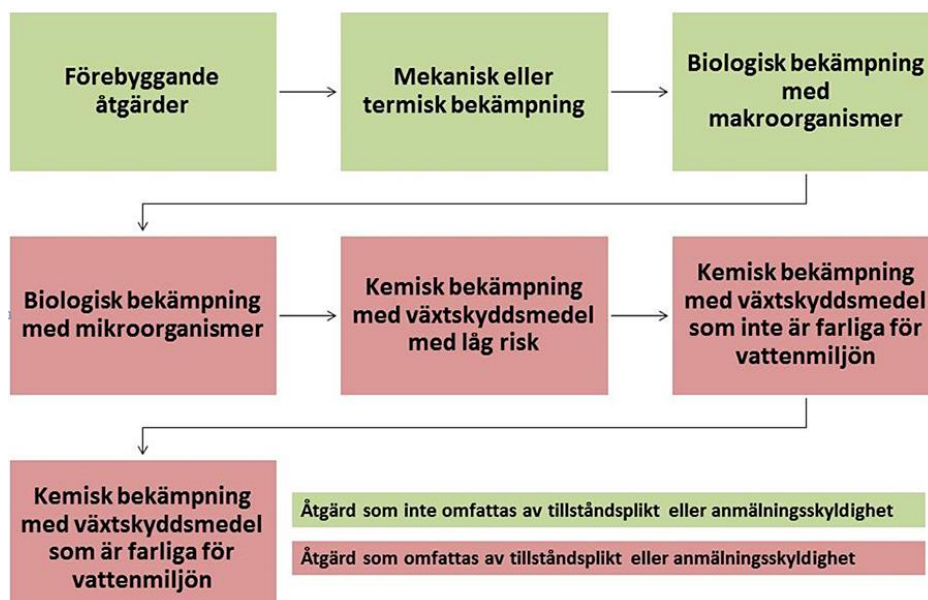 Förebyggande
åtgärder
Mekanisk eller
termisk bekämpning
Biologisk bekämpning
med
makroorganismer
Biologisk bekämpning
med mikroorganismer
Kemisk bekämpning
med växtskyddsmedel
med låg risk
Kemisk bekämpning
med växtskyddsmedel
som inte är farliga för
vattenmiljön
Kemisk bekämpning
med växtskyddsmedel
som är farliga för
vattenmiljön
Åtgärd som inte omfattas av tillståndsplikt eller anmälningsskyldighet
Åtgärd som omfattas av tillståndsplikt eller anmälningsskyldighet